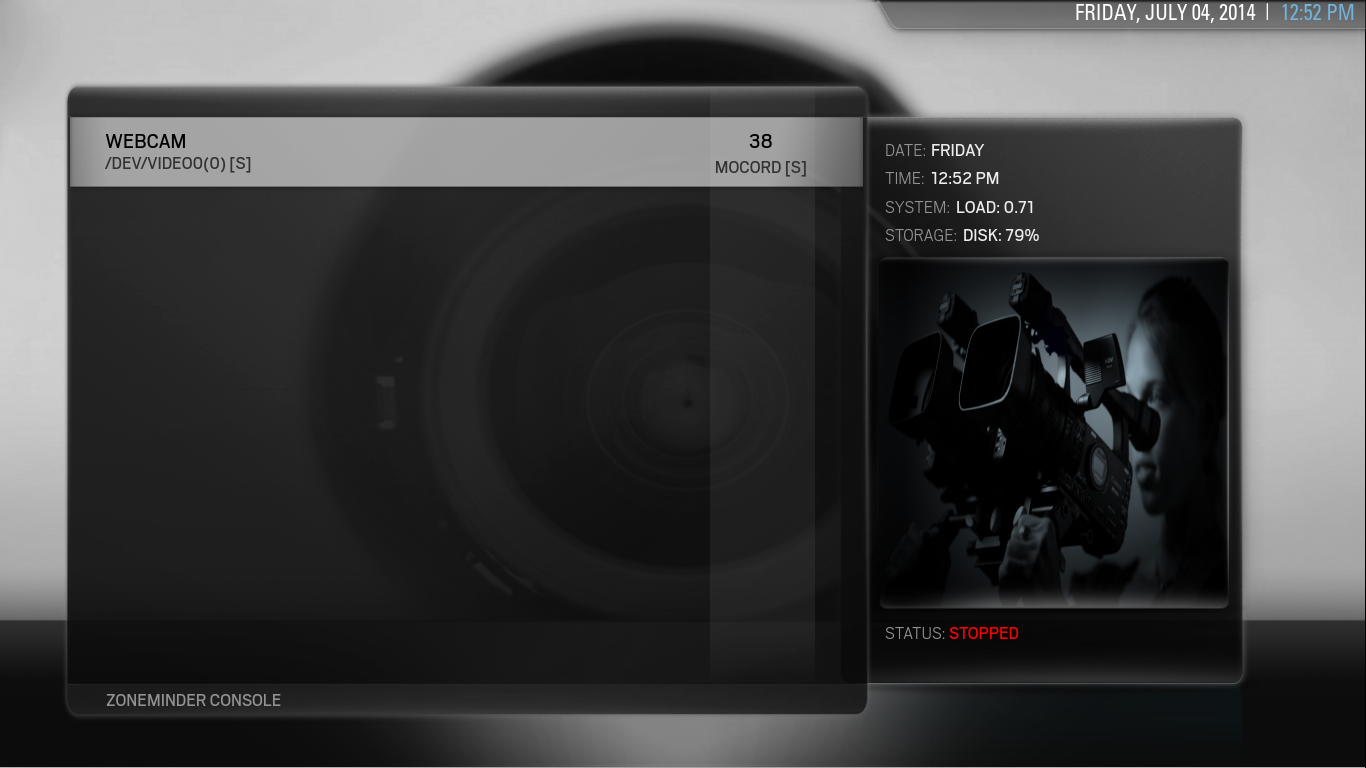 FRIDAY, JULY 04, 2014 | 12:52 PM
WEBCAM 38
/DEV/VIDEO0(0) [S] MOCORD [S]
DATE: FRIDAY
TIME: 12:52 PM
SYSTEM: LOAD: 0.71
STORAGE: DISK: 79%
STATUS: STOPPED
ZONEMINDER CONSOLE